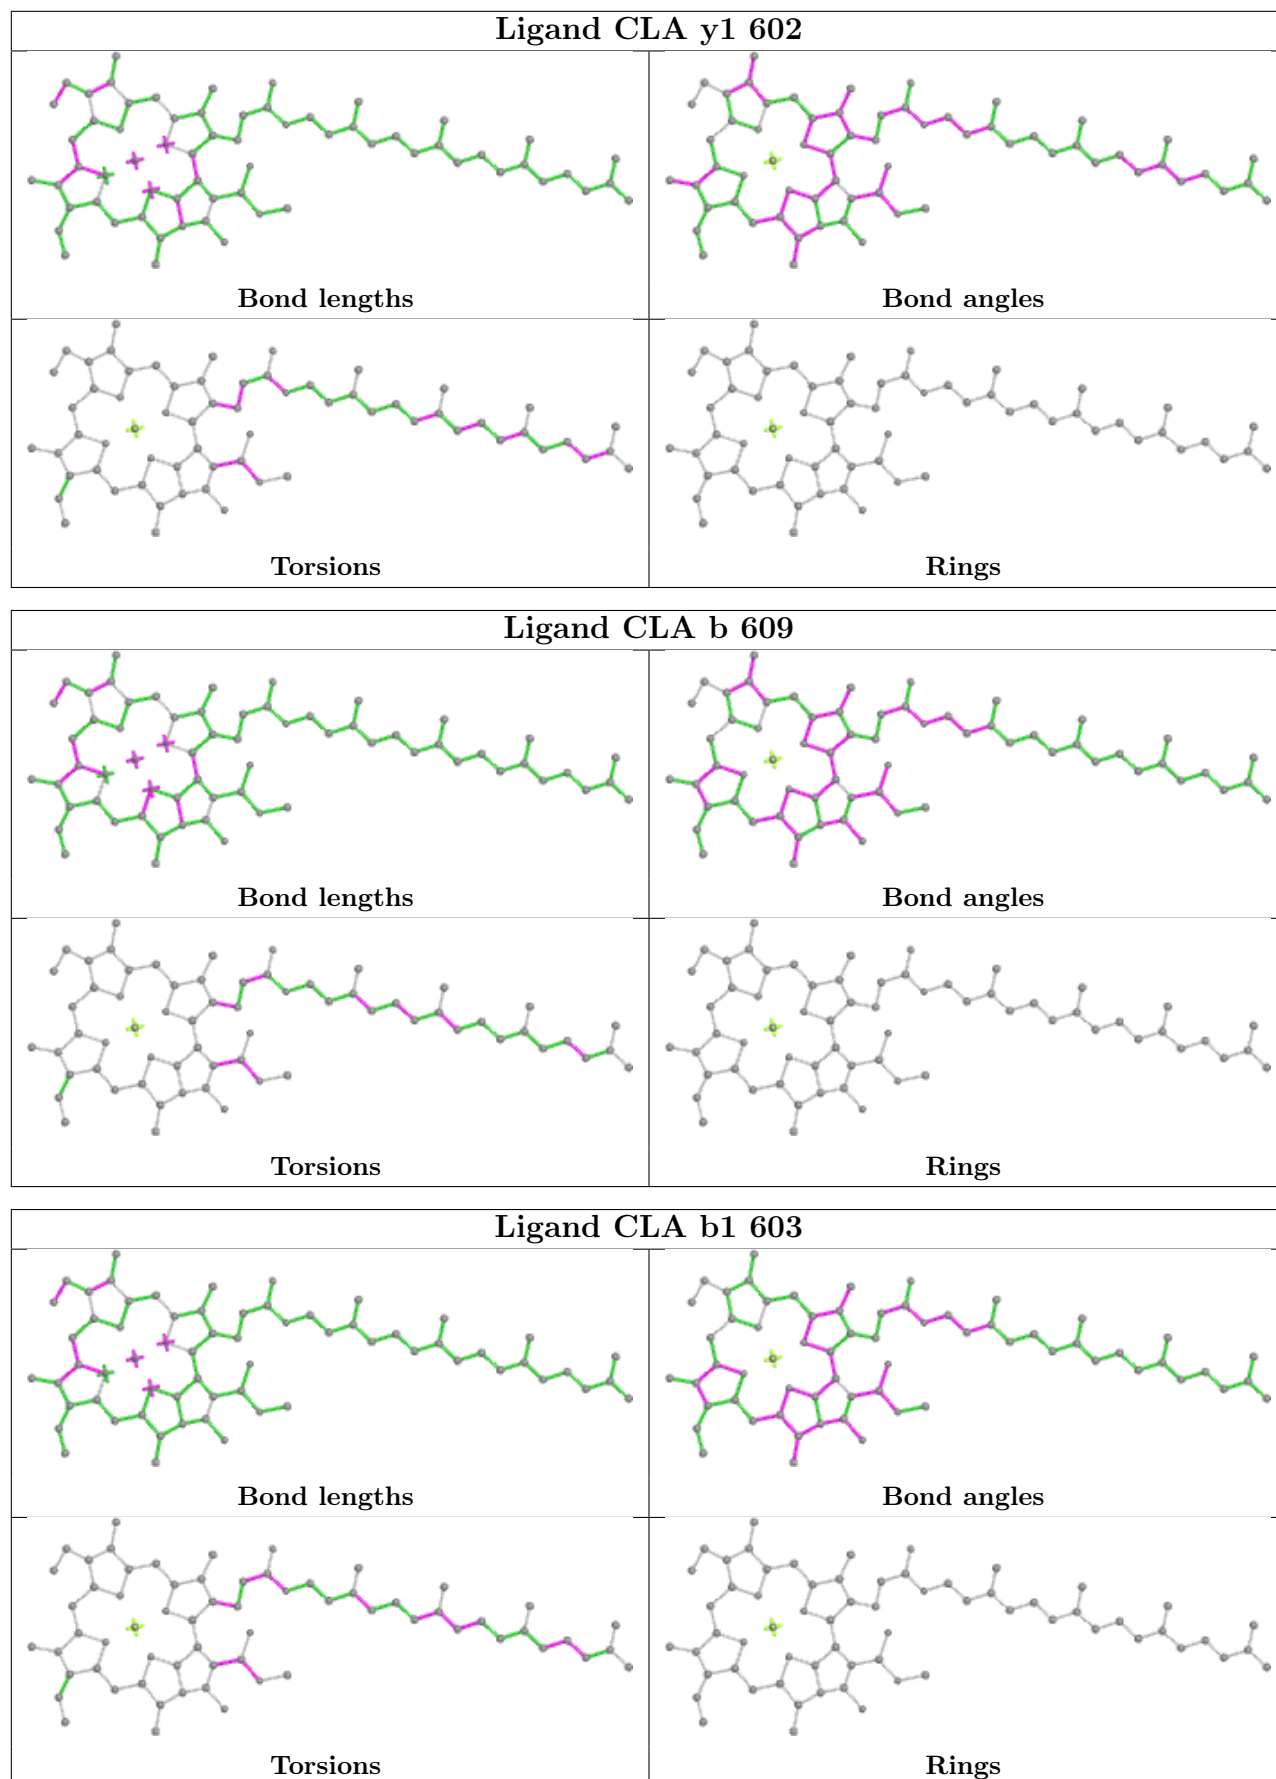 Ligand CLA y1 602
Bond lengths
Bond angles
Torsions
Rings
Ligand CLA b 609
Bond lengths
Bond angles
Torsions
Rings
Ligand CLA b1 603
Bond lengths
Bond angles
Torsions
Rings